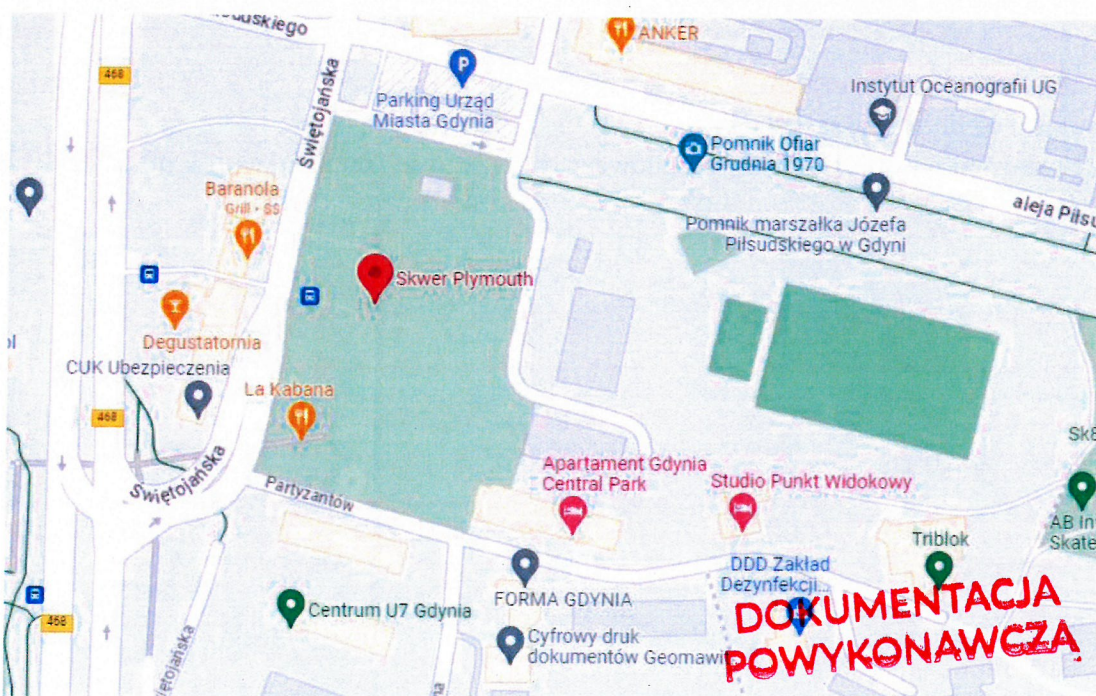 468
Świętojańska
P
Parking Urząd
Miasta Gdynia
ANKER
Instytut Oceanografii UG
Pomnik Ofiar
Grudnia 1970
Pomnik marszałka Józefa
Piłsudskiego w Gdyni
Baranola
Grill • $$
Skwer Plymouth
Degustatornia
CUK Ubezpieczenia
La Kabana
468
Świętojańska
Partyzantów
Apartament Gdynia
Central Park
Studio Punkt Widokowy
Triblok
DDD Zakład
Dezynfekcji...
FORMA GDYNIA
Centrum U7 Gdynia
468
Cyfrowy druk
dokumentów Geomawi
aleja Piłsu
Sk8
AB In
Skate
DOKUMENTACJA
POWYKONAWCZA